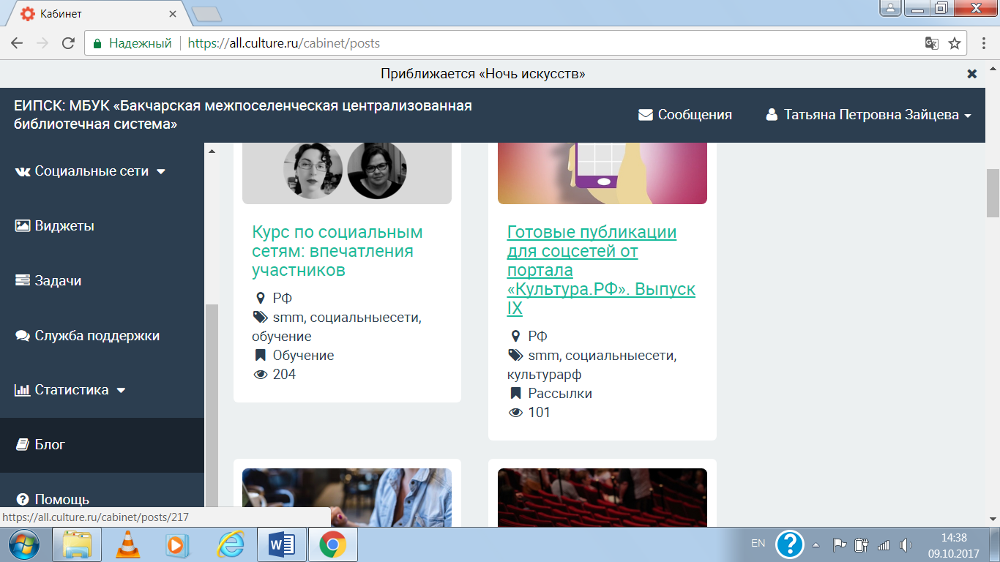 Кабинет
Надежный
https://all.culture.ru/cabinet/posts
Приближается «Ночь искусств»
ЕИПСК: МБУК «Бакчарская межпоселенческая централизованная
библиотечная система»
Сообщения
Татьяна Петровна Зайцева
Социальные сети
Виджеты
Задачи
Служба поддержки
Статистика
Блог
Помощь
Курс по социальным
сетям: впечатления
участников
РФ
smm, социальныесети,
обучение
Обучение
204
Готовые публикации
для соцсетей от
портала
«Культура.РФ». Выпуск
IX
РФ
smm, социальныесети,
культурарф
Рассылки
101
https://all.culture.ru/cabinet/posts/217
EN
14:38
09.10.2017